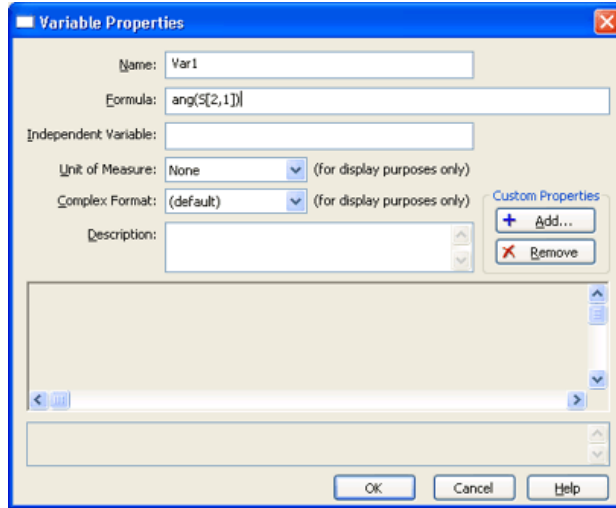 Variable Properties
Name: Var1
Formula: ang(S[2,1])
Independent Variable:
Unit of Measure: None (for display purposes only)
Complex Format: (default) (for display purposes only)
Custom Properties
Add...
Description:
Remove
OK Cancel Help